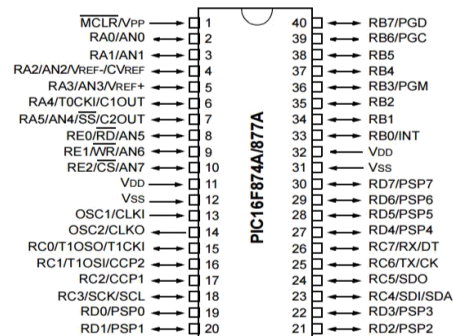 MCLR/VPP 1 40 RB7/PGD
RA0/AN0 2 39 RB6/PGC
RA1/AN1 3 38 RB5
RA2/AN2/VREF-/CVREF 4 37 RB4
RA3/AN3/VREF+ 5 36 RB3/PGM
RA4/T0CKI/C1OUT 6 35 RB2
RA5/AN4/SS/C2OUT 7 34 RB1
RE0/RD/AN5 8 33 RB0/INT
RE1/WR/AN6 9 32 VDD
RE2/CS/AN7 10 31 VSS
VDD 11 30 RD7/PSP7
VSS 12 29 RD6/PSP6
OSC1/CLKI 13 28 RD5/PSP5
OSC2/CLKO 14 27 RD4/PSP4
RC0/T1OSO/T1CKI 15 26 RC7/RX/DT
RC1/T1OSI/CCP2 16 25 RC6/TX/CK
RC2/CCP1 17 24 RC5/SDO
RC3/SCK/SCL 18 23 RC4/SDI/SDA
RD0/PSP0 19 22 RD3/PSP3
RD1/PSP1 20 21 RD2/PSP2
PIC16F874A/877A